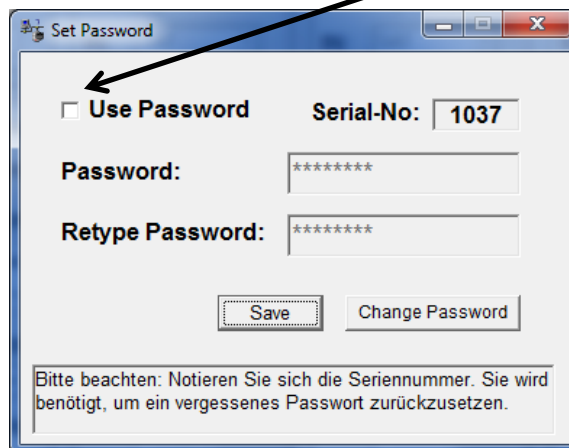 Set Password
Use Password Serial-No: 1037
Password: ********
Retype Password: ********
Save Change Password
Bitte beachten: Notieren Sie sich die Seriennummer. Sie wird
benötigt, um ein vergessenes Passwort zurückzusetzen.